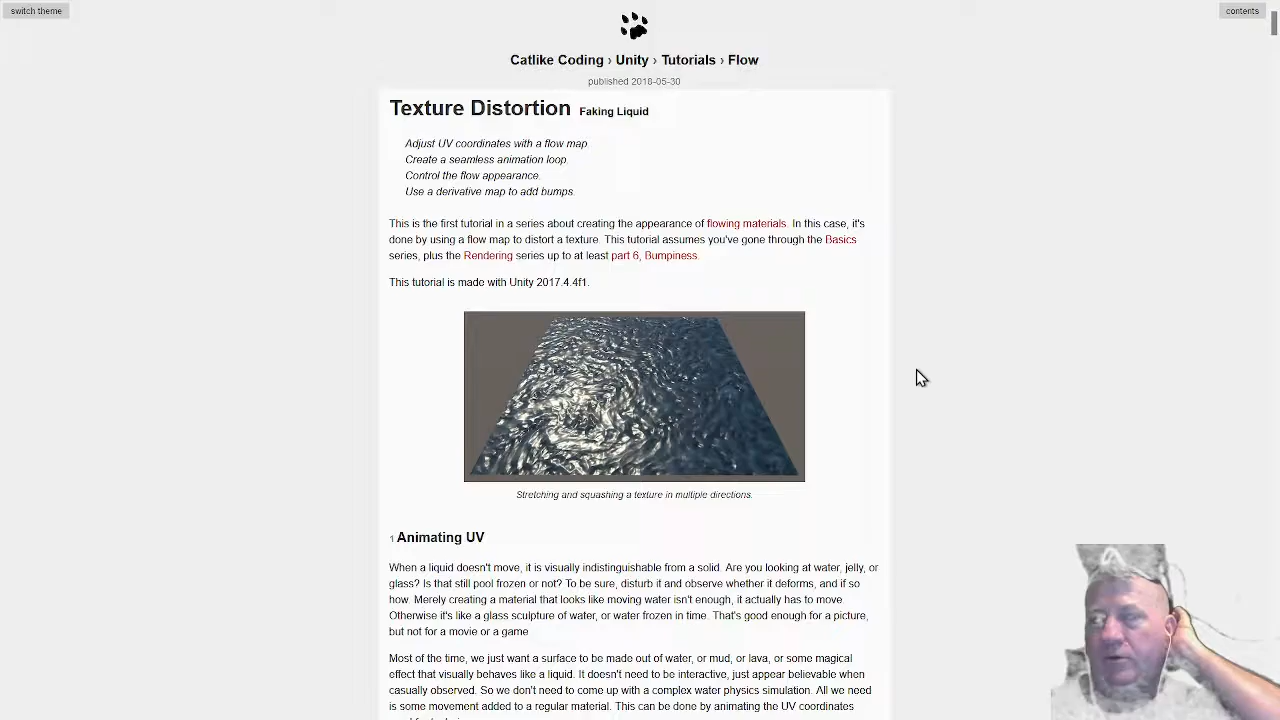 switch theme
contents
Catlike Coding › Unity › Tutorials › Flow
published 2018-05-30
Texture Distortion Faking Liquid
Adjust UV coordinates with a flow map.
Create a seamless animation loop.
Control the flow appearance.
Use a derivative map to add bumps.
This is the first tutorial in a series about creating the appearance of flowing materials. In this case, it's
done by using a flow map to distort a texture. This tutorial assumes you've gone through the Basics
series, plus the Rendering series up to at least part 6, Bumpiness.
This tutorial is made with Unity 2017.4.4f1.
Stretching and squashing a texture in multiple directions.
1 Animating UV
When a liquid doesn't move, it is visually indistinguishable from a solid. Are you looking at water, jelly, or
glass? Is that still pool frozen or not? To be sure, disturb it and observe whether it deforms, and if so
how. Merely creating a material that looks like moving water isn't enough, it actually has to move.
Otherwise it's like a glass sculpture of water, or water frozen in time. That's good enough for a picture,
but not for a movie or a game
Most of the time, we just want a surface to be made out of water, or mud, or lava, or some magical
effect that visually behaves like a liquid. It doesn't need to be interactive, just appear believable when
casually observed. So we don't need to come up with a complex water physics simulation. All we need
is some movement added to a regular material. This can be done by animating the UV coordinates